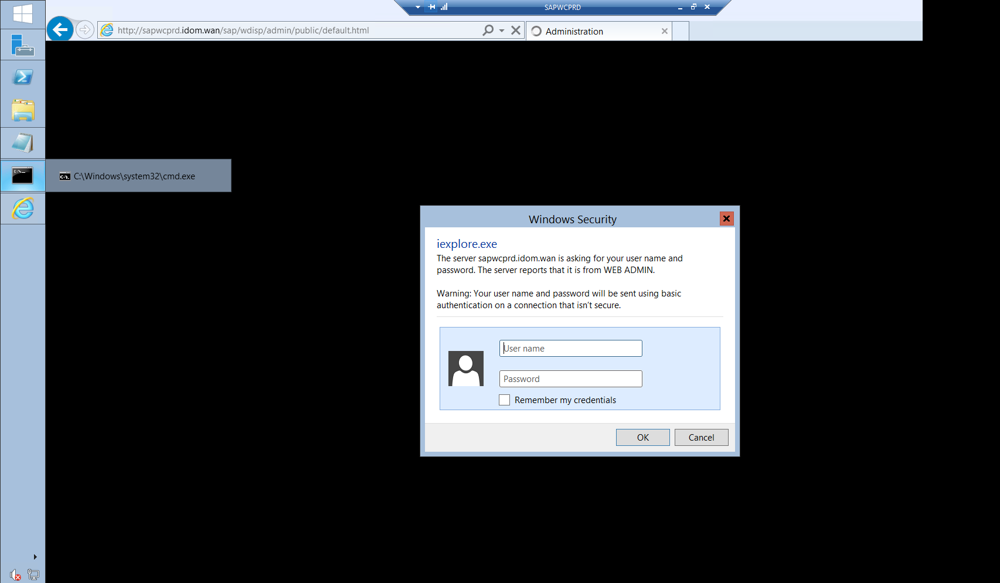 SAPWCPRD
http://sapwcprd.idom.wan/sap/wdisp/admin/public/default.html
Administration
C:\Windows\system32\cmd.exe
Windows Security
iexplore.exe
The server sapwcprd.idom.wan is asking for your user name and
password. The server reports that it is from WEB ADMIN.
Warning: Your user name and password will be sent using basic
authentication on a connection that isn't secure.
User name
Password
Remember my credentials
OK
Cancel